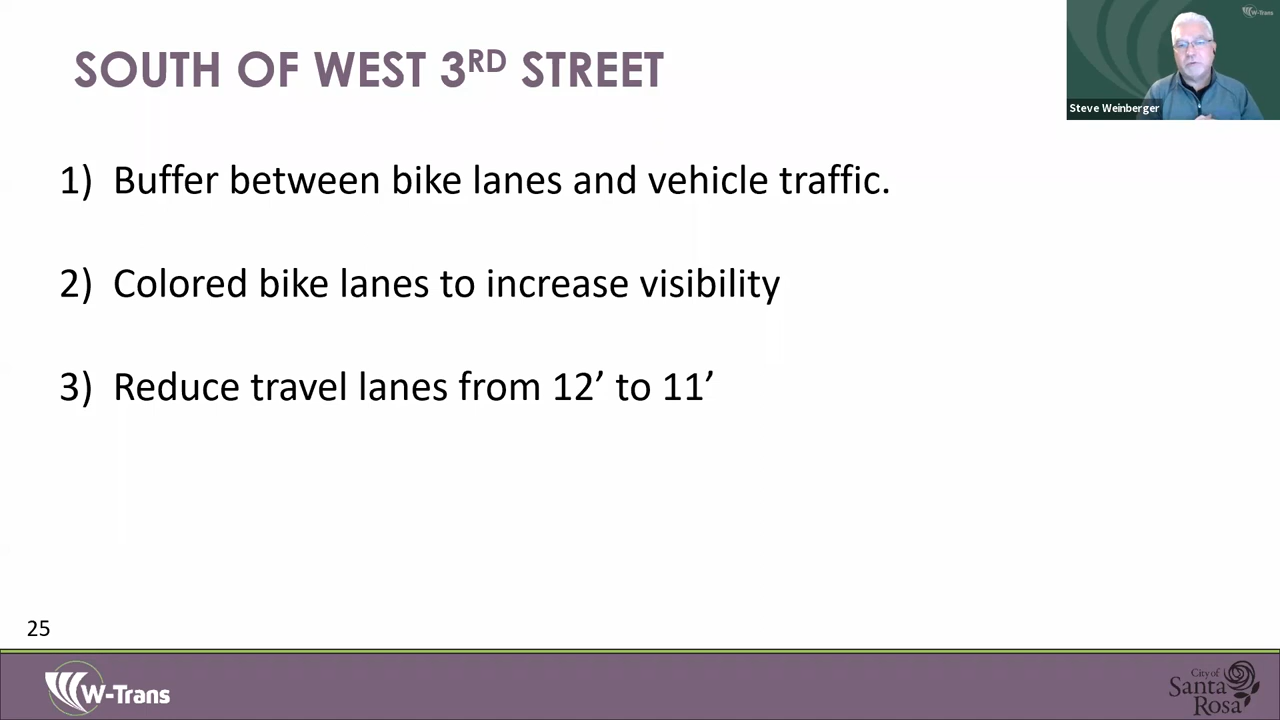 SOUTH OF WEST 3RD STREET
W-Trans
Steve Weinberger
1) Buffer between bike lanes and vehicle traffic.
2) Colored bike lanes to increase visibility
3) Reduce travel lanes from 12’ to 11’
25
W-Trans
City of
Santa
Rosa